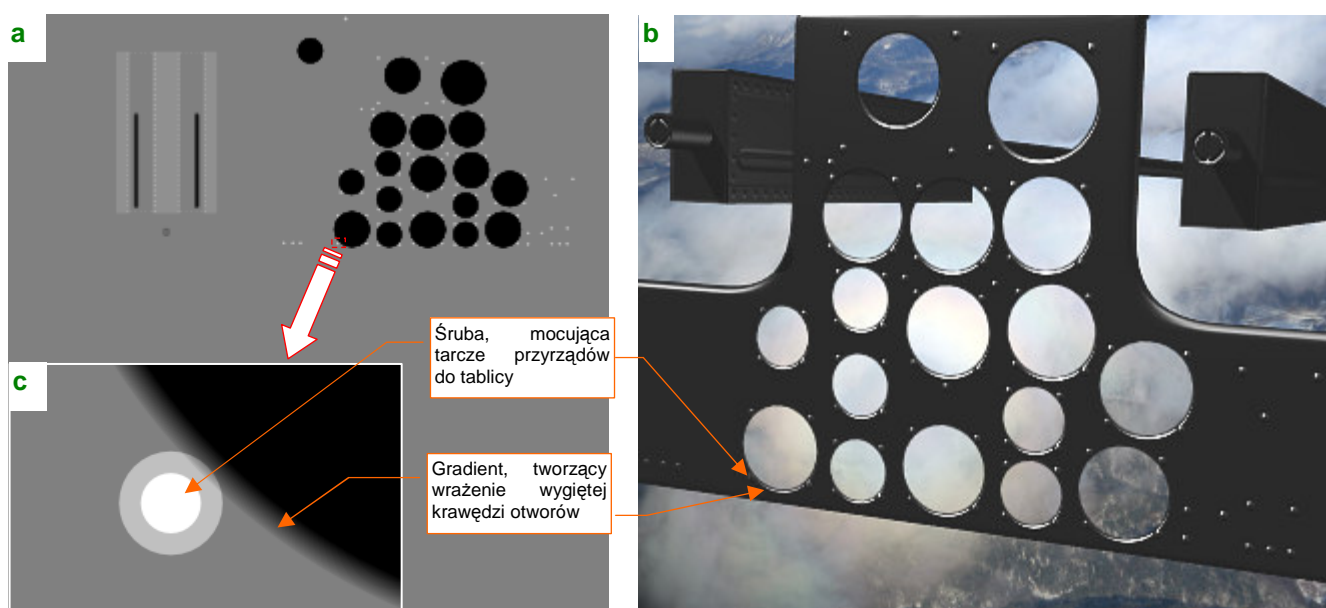 a
b
c
Śruba, mocująca
tarcze przyrządów
do tablicy
Gradient, tworzący
wrażenie wygiętej
krawędzi otworów